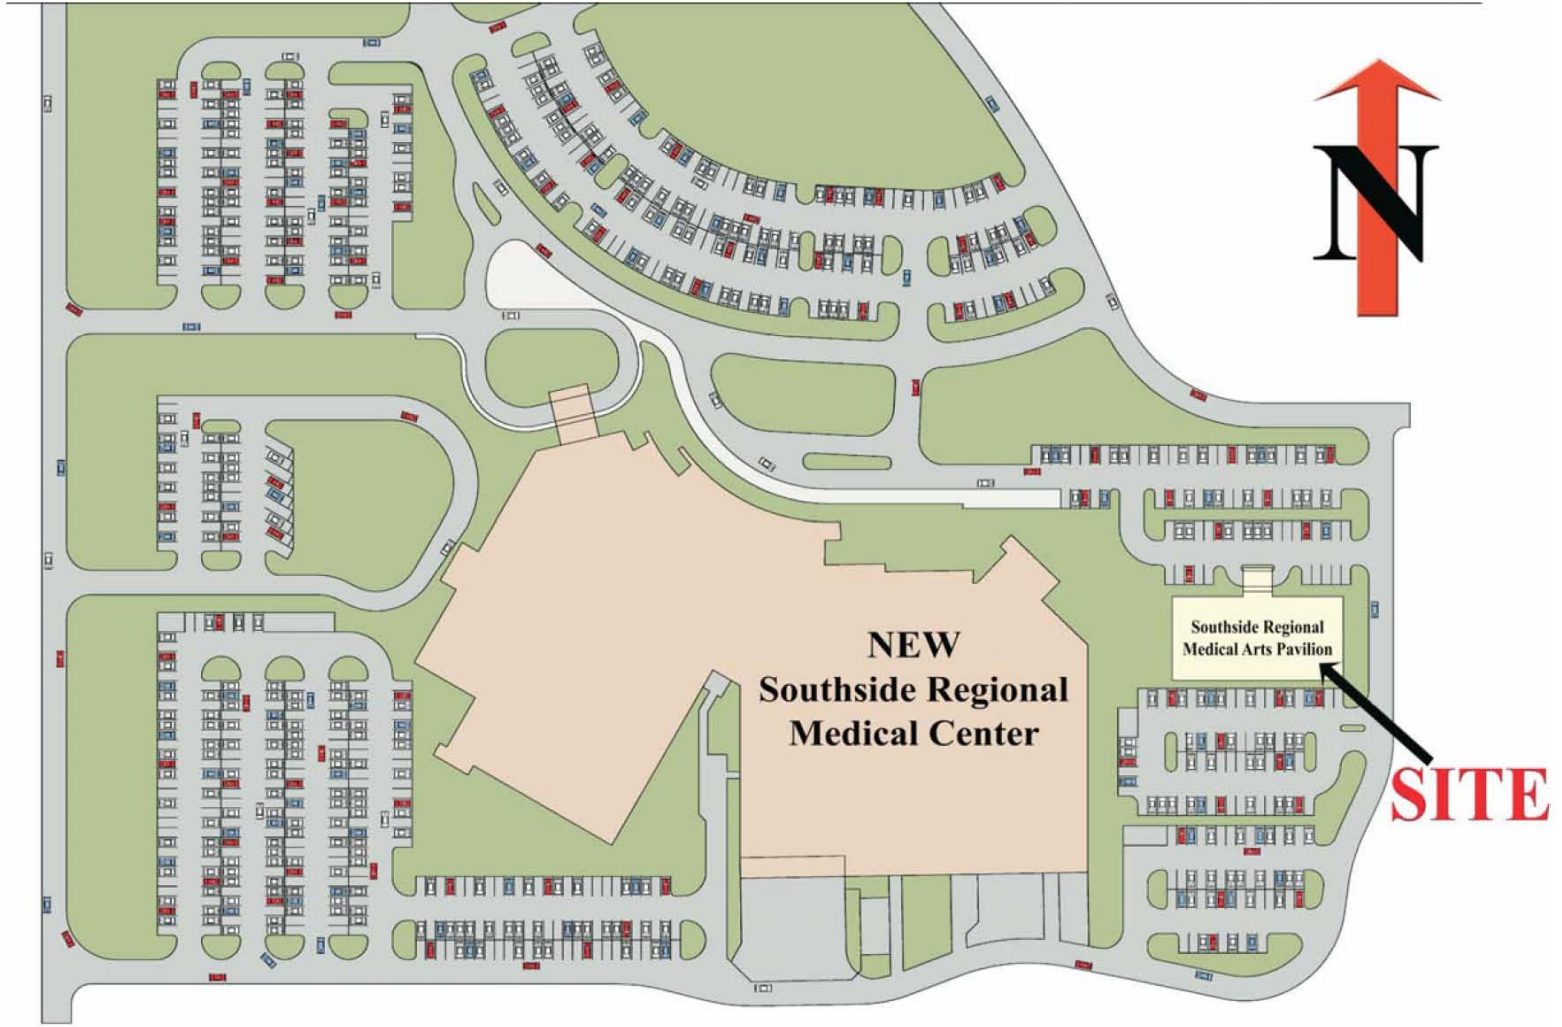 N
Southside Regional
Medical Arts Pavilion
NEW
Southside Regional
Medical Center
SITE